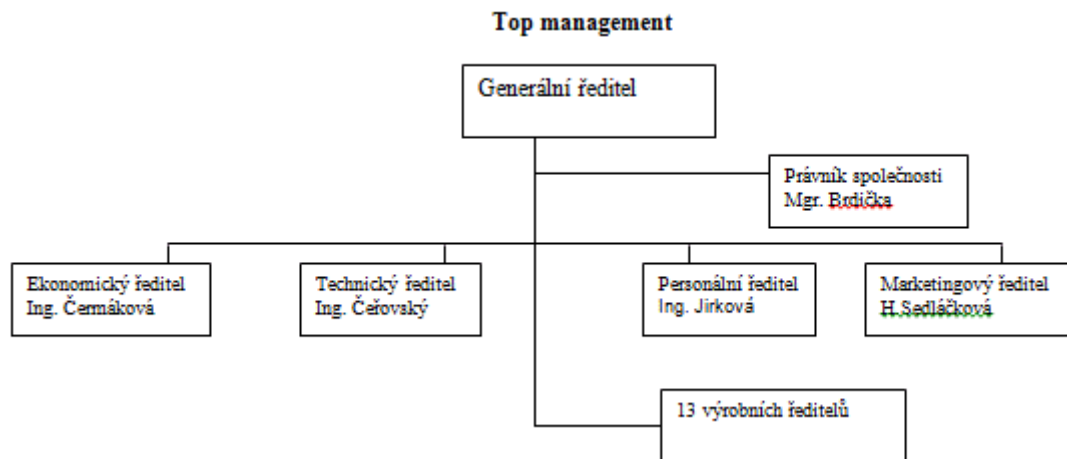 Top management
Generální ředitel
Právník společnosti
Mgr. Brdička
Ekonomický ředitel
Ing. Čermáková
Technický ředitel
Ing. Čeřovský
Personální ředitel
Ing. Jirková
Marketingový ředitel
H.Sedláčková
13 výrobních ředitelů